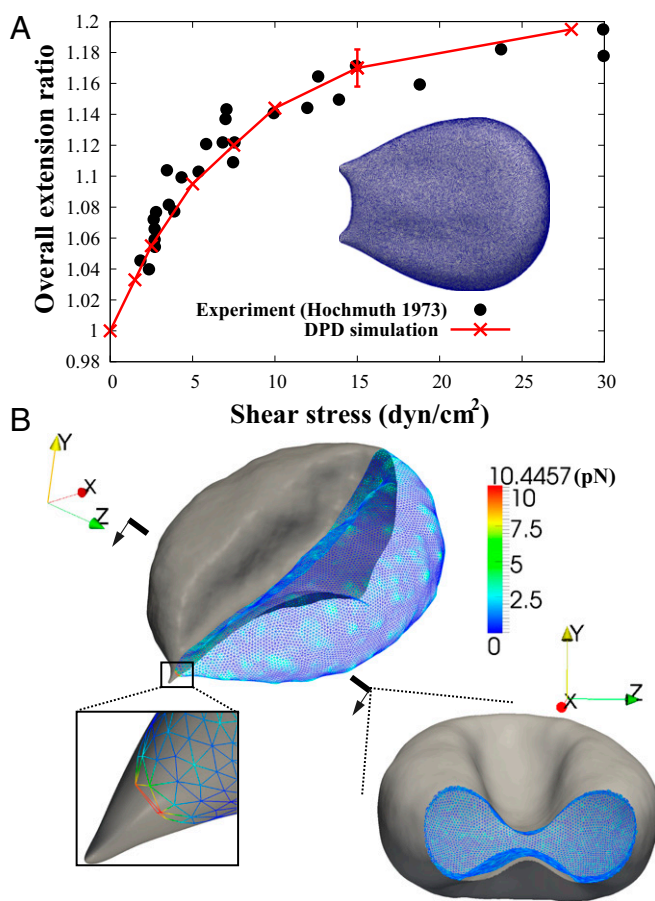 A
Overall extension ratio
1.20
1.18
1.16
1.14
1.12
1.1
1.08
1.06
1.04
1.02
1
0.98
Experiment (Hochmuth 1973)
DPD simulation
0 5 10 15 20 25 30
Shear stress (dyn/cm²)
B
Y
X
Z
10.4457 (pN)
10
7.5
5
2.5
0
Y
X
Z